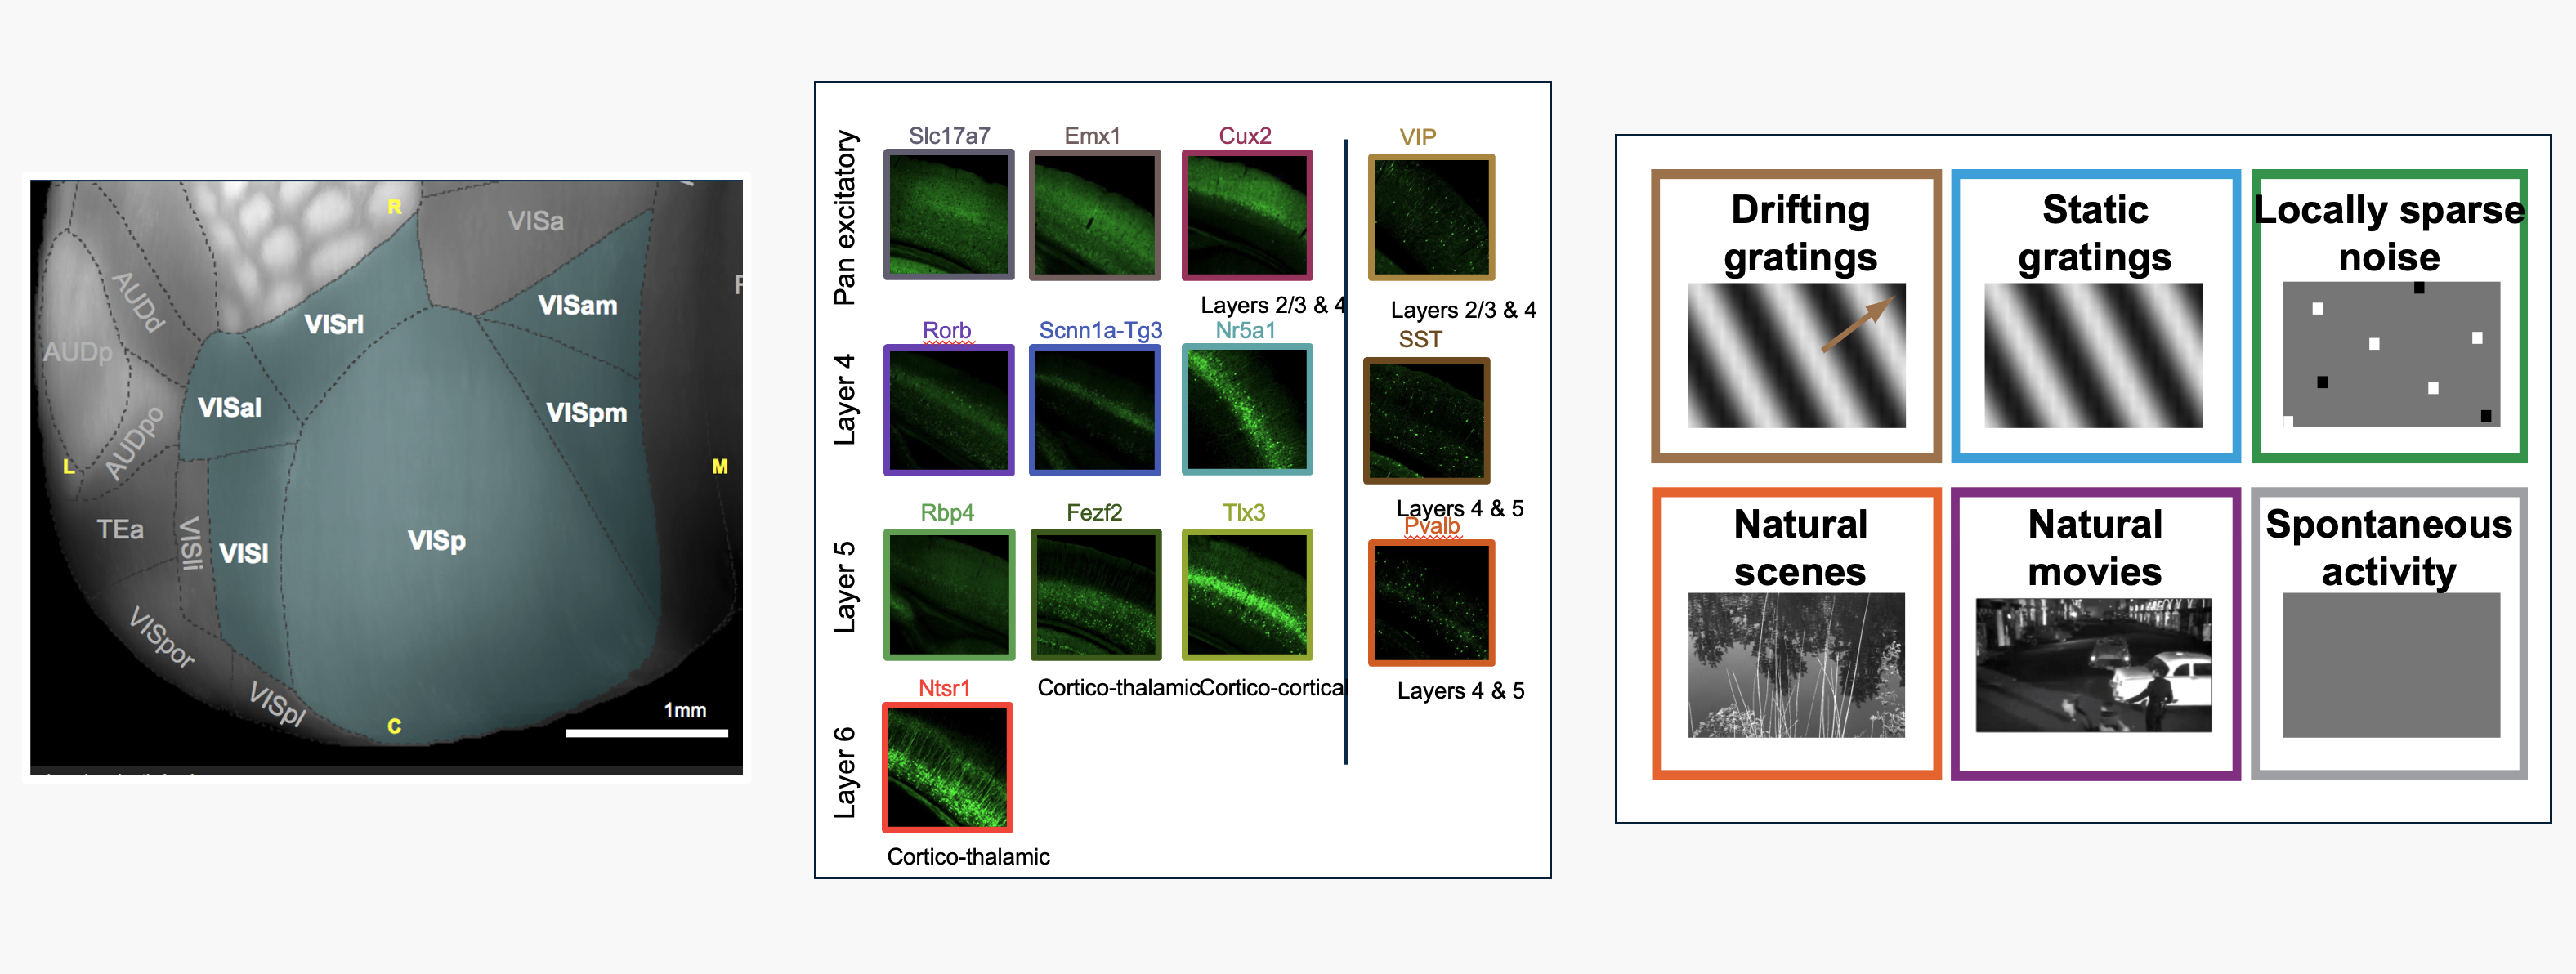 R
VISa
AUDd
VISam
VISrl
AUDp
VISal
VISpm
AUDpo
L
M
TEa
VISli
VISl
VISp
VISpor
VISpl
1mm
C
Pan excitatory
Slc17a7
Emx1
Cux2
VIP
Layers 2/3 & 4
Layers 2/3 & 4
Layer 4
Rorb
Scnn1a-Tg3
Nr5a1
SST
Layers 4 & 5
Layer 5
Rbp4
Fezf2
Tlx3
Pvalb
Cortico-thalamic
Cortico-cortical
Layers 4 & 5
Layer 6
Ntsr1
Cortico-thalamic
Drifting
gratings
Static
gratings
Locally sparse
noise
Natural
scenes
Natural
movies
Spontaneous
activity